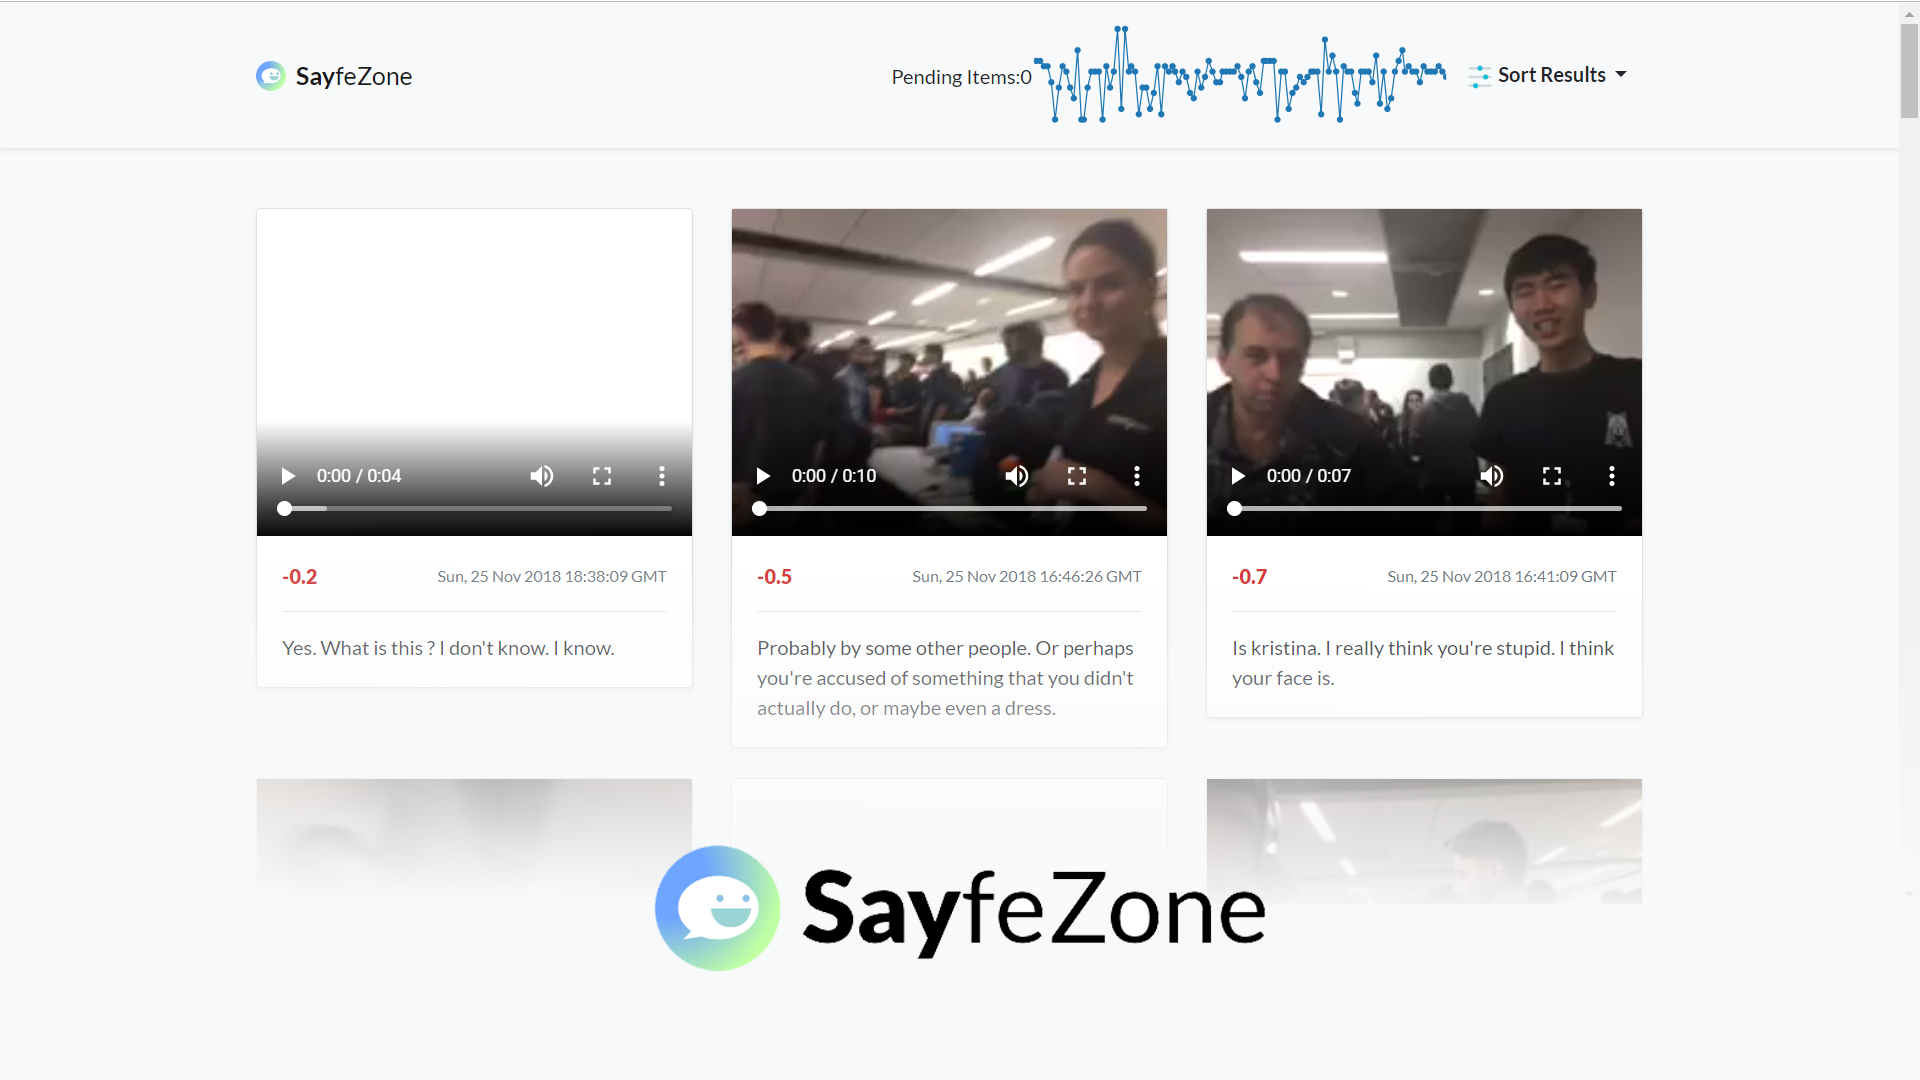 SayfeZone
Pending Items:0
Sort Results
0:00 / 0:04
0:00 / 0:10
0:00 / 0:07
-0.2
Sun, 25 Nov 2018 18:38:09 GMT
Yes. What is this ? I don't know. I know.
-0.5
Sun, 25 Nov 2018 16:46:26 GMT
Probably by some other people. Or perhaps
you're accused of something that you didn't
actually do, or maybe even a dress.
-0.7
Sun, 25 Nov 2018 16:41:09 GMT
Is kristina. I really think you're stupid. I think
your face is.
SayfeZone